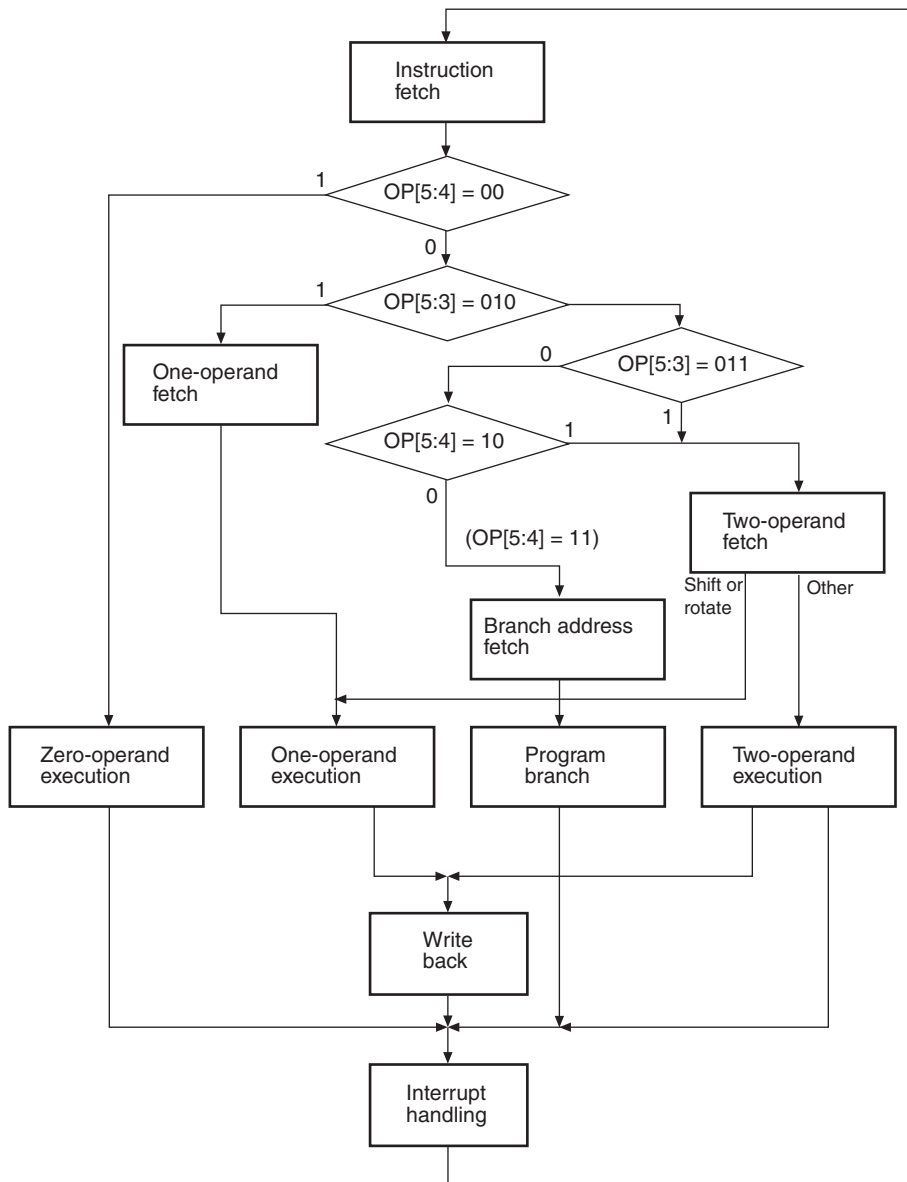 Instruction
fetch
1
OP[5:4] = 00
0
1
OP[5:3] = 010
0
OP[5:3] = 011
One-operand
fetch
1
OP[5:4] = 10
1
0
(OP[5:4] = 11)
Two-operand
fetch
Shift or
rotate
Other
Branch address
fetch
Zero-operand
execution
One-operand
execution
Program
branch
Two-operand
execution
Write
back
Interrupt
handling